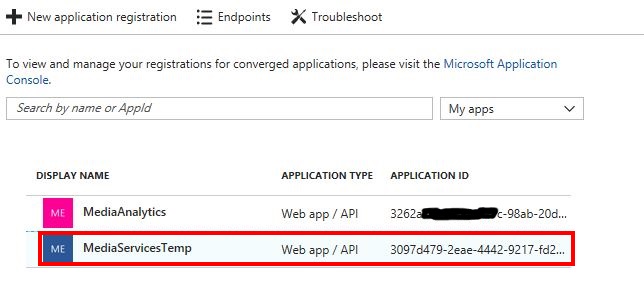 New application registration Endpoints Troubleshoot
To view and manage your registrations for converged applications, please visit the Microsoft Application
Console.
Search by name or AppId My apps
DISPLAY NAME APPLICATION TYPE APPLICATION ID
ME MediaAnalytics Web app / API 3262a c-98ab-20d...
ME MediaServicesTemp Web app / API 3097d479-2eae-4442-9217-fd2...